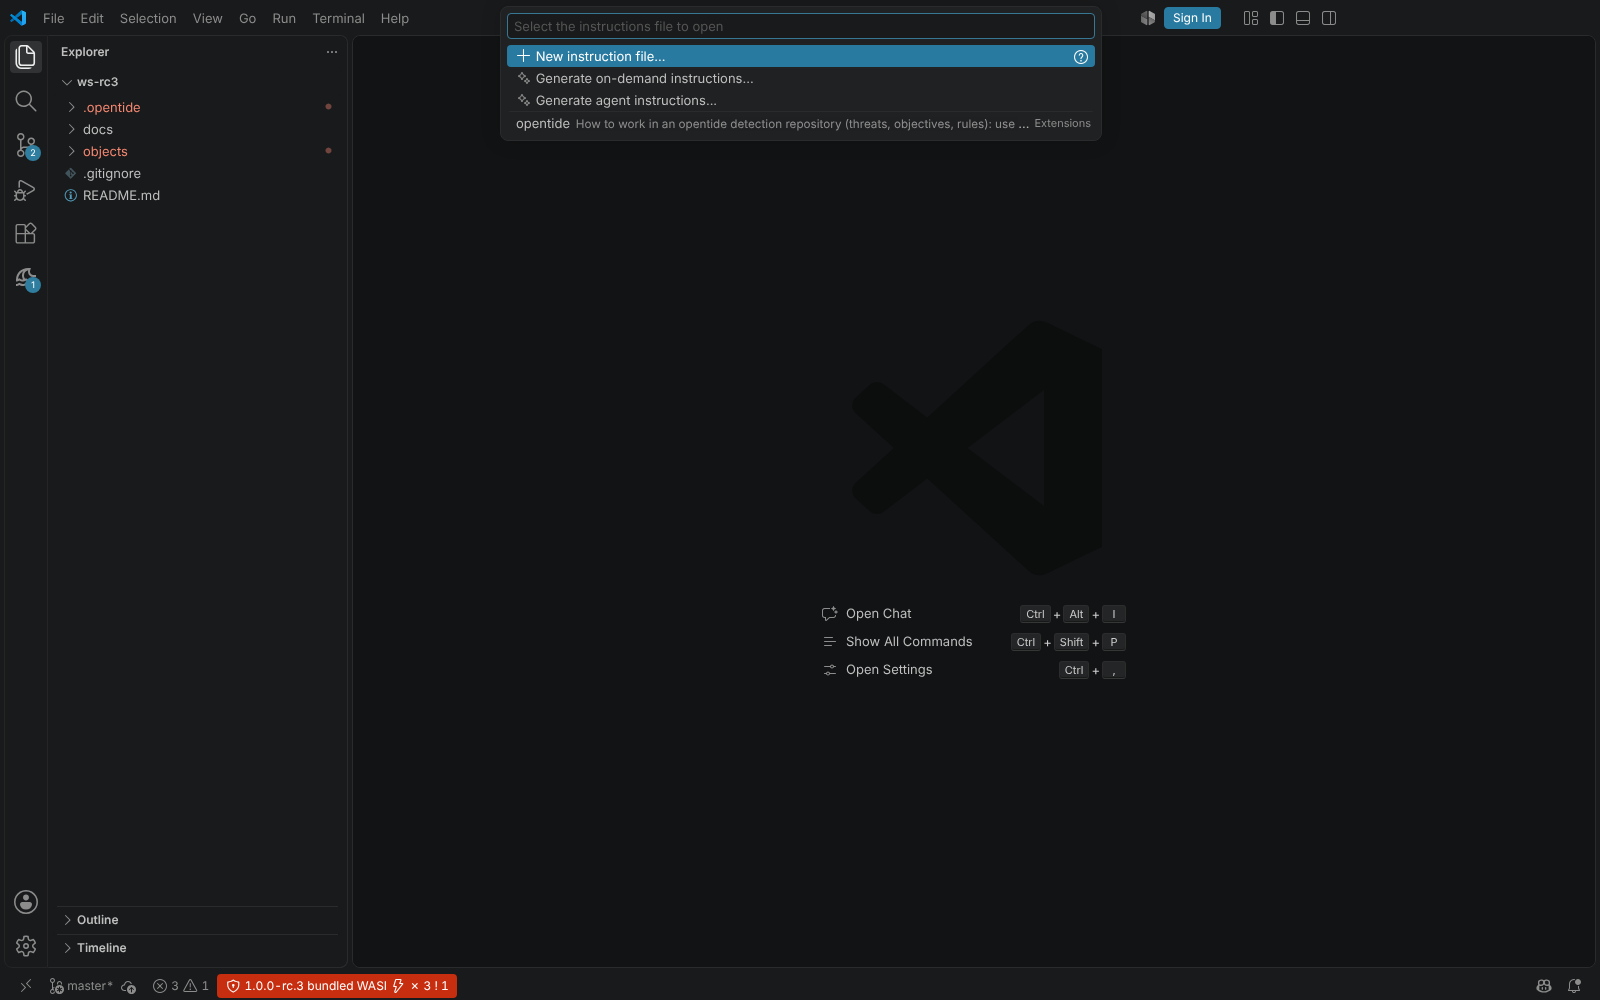 File Edit Selection View Go Run Terminal Help
Select the instructions file to open
Sign In
New instruction file...
Generate on-demand instructions...
Generate agent instructions...
opentide How to work in an opentide detection repository (threats, objectives, rules): use ... Extensions
Explorer
ws-rc3
.opentide
docs
objects
.gitignore
README.md
2
1
Open Chat Ctrl + Alt + I
Show All Commands Ctrl + Shift + P
Open Settings Ctrl + ,
Outline
Timeline
master* 3 1 1.0.0-rc.3 bundled WASI × 3 ! 1